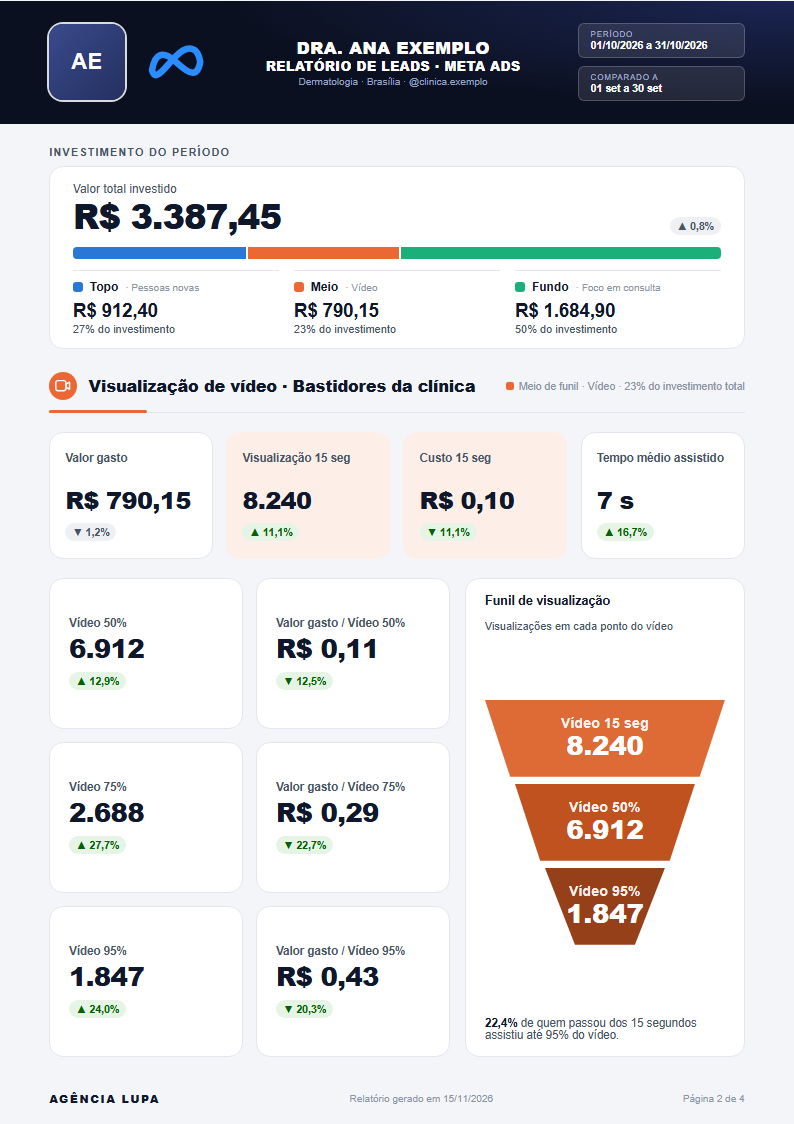 AE
DRA. ANA EXEMPLO
RELATÓRIO DE LEADS · META ADS
Dermatologia · Brasília · @clinica.exemplo
PERÍODO
01/10/2026 a 31/10/2026
COMPARADO A
01 set a 30 set
INVESTIMENTO DO PERÍODO
Valor total investido
R$ 3.387,45
▲ 0,8%
Topo · Pessoas novas
R$ 912,40
27% do investimento
Meio · Vídeo
R$ 790,15
23% do investimento
Fundo · Foco em consulta
R$ 1.684,90
50% do investimento
Visualização de vídeo · Bastidores da clínica
Meio de funil · Vídeo · 23% do investimento total
Valor gasto
R$ 790,15
▼ 1,2%
Visualização 15 seg
8.240
▲ 11,1%
Custo 15 seg
R$ 0,10
▼ 11,1%
Tempo médio assistido
7 s
▲ 16,7%
Vídeo 50%
6.912
▲ 12,9%
Valor gasto / Vídeo 50%
R$ 0,11
▼ 12,5%
Vídeo 75%
2.688
▲ 27,7%
Valor gasto / Vídeo 75%
R$ 0,29
▼ 22,7%
Vídeo 95%
1.847
▲ 24,0%
Valor gasto / Vídeo 95%
R$ 0,43
▼ 20,3%
Funil de visualização
Visualizações em cada ponto do vídeo
Vídeo 15 seg
8.240
Vídeo 50%
6.912
Vídeo 95%
1.847
22,4% de quem passou dos 15 segundos
assistiu até 95% do vídeo.
AGÊNCIA LUPA
Relatório gerado em 15/11/2026
Página 2 de 4